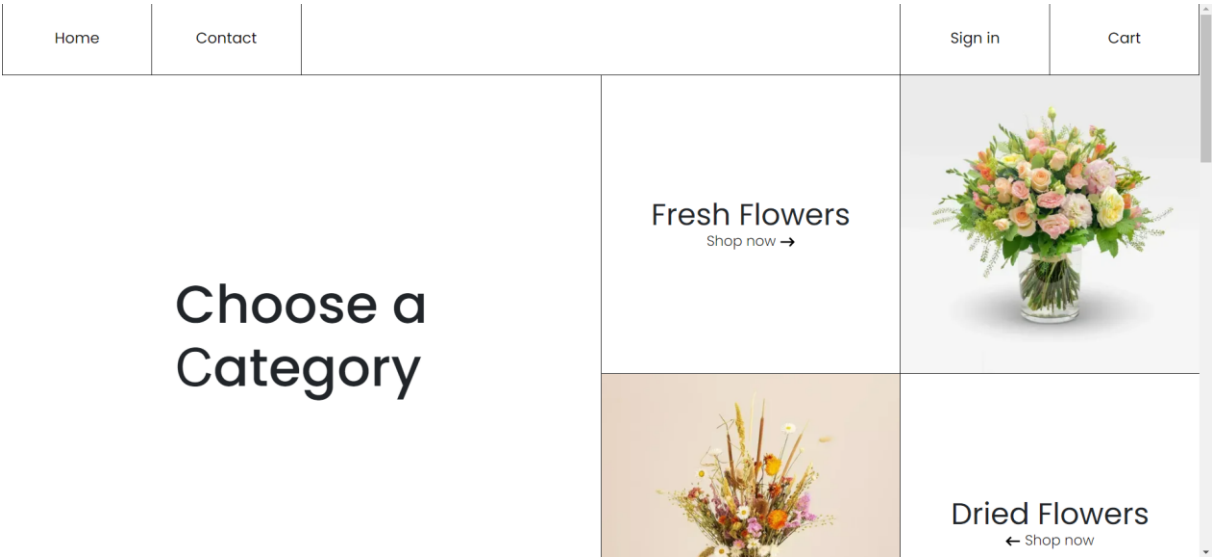 Home
Contact
Sign in
Cart
Choose a
Category
Fresh Flowers
Shop now →
Dried Flowers
← Shop now